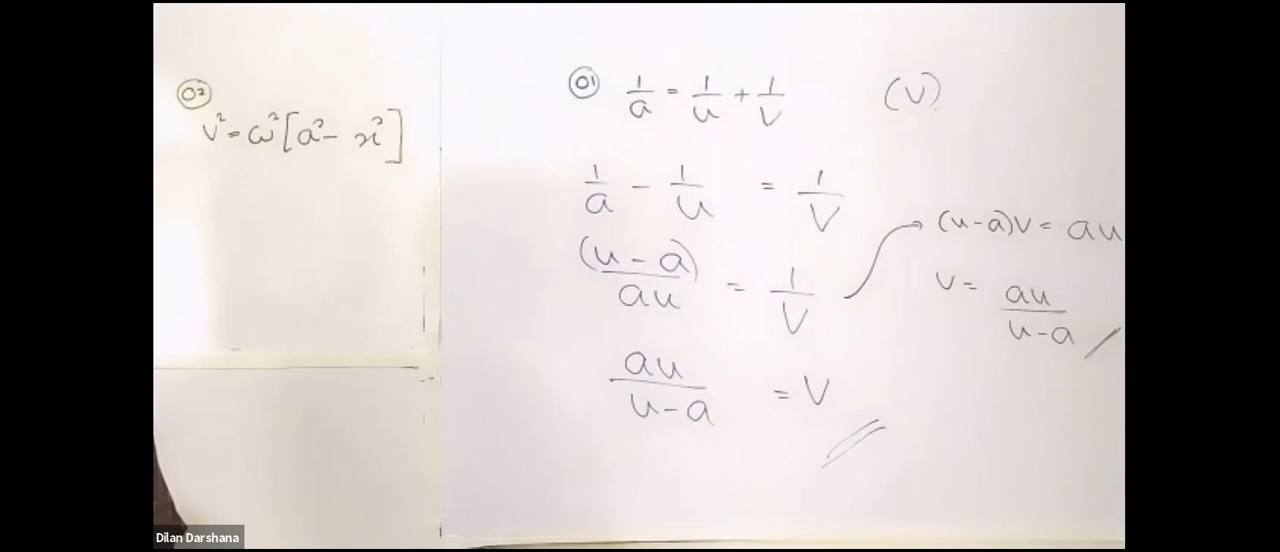 02
v² = ω² [a² - x²]
01 1/a = 1/u + 1/v (v)
1/a - 1/u = 1/v
(u - a)/au = 1/v
au/(u - a) = v
(u - a)v = au
v = au/(u - a)
Dilan Darshana